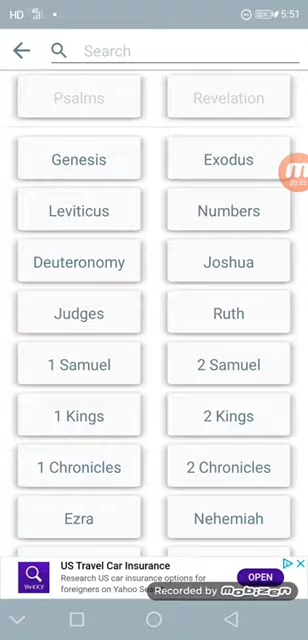 HD 5:51
Search
Psalms Revelation
Genesis Exodus
Leviticus Numbers
Deuteronomy Joshua
Judges Ruth
1 Samuel 2 Samuel
1 Kings 2 Kings
1 Chronicles 2 Chronicles
Ezra Nehemiah
US Travel Car Insurance
Research US car insurance options for
foreigners on Yahoo
OPEN
YAHOO!
Recorded by mobizen